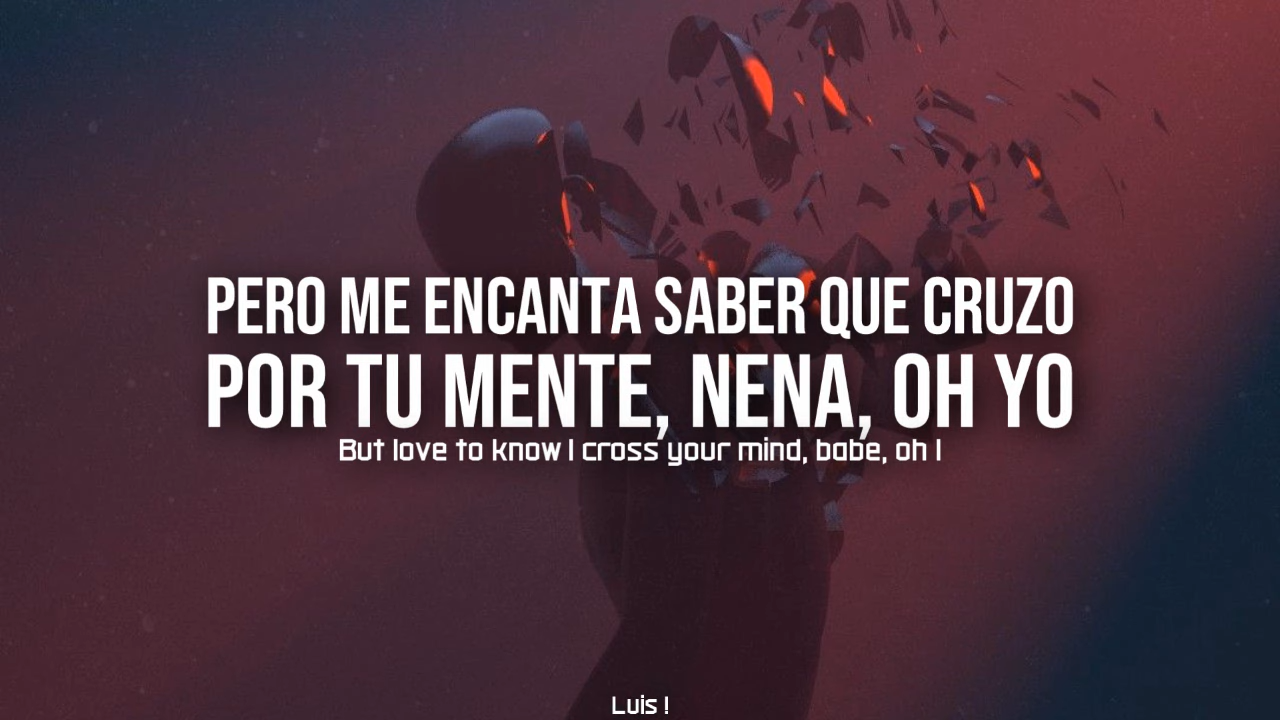 PERO ME ENCANTA SABER QUE CRUZO
POR TU MENTE, NENA, OH YO
But love to know I cross your mind, babe, oh I
Luis !